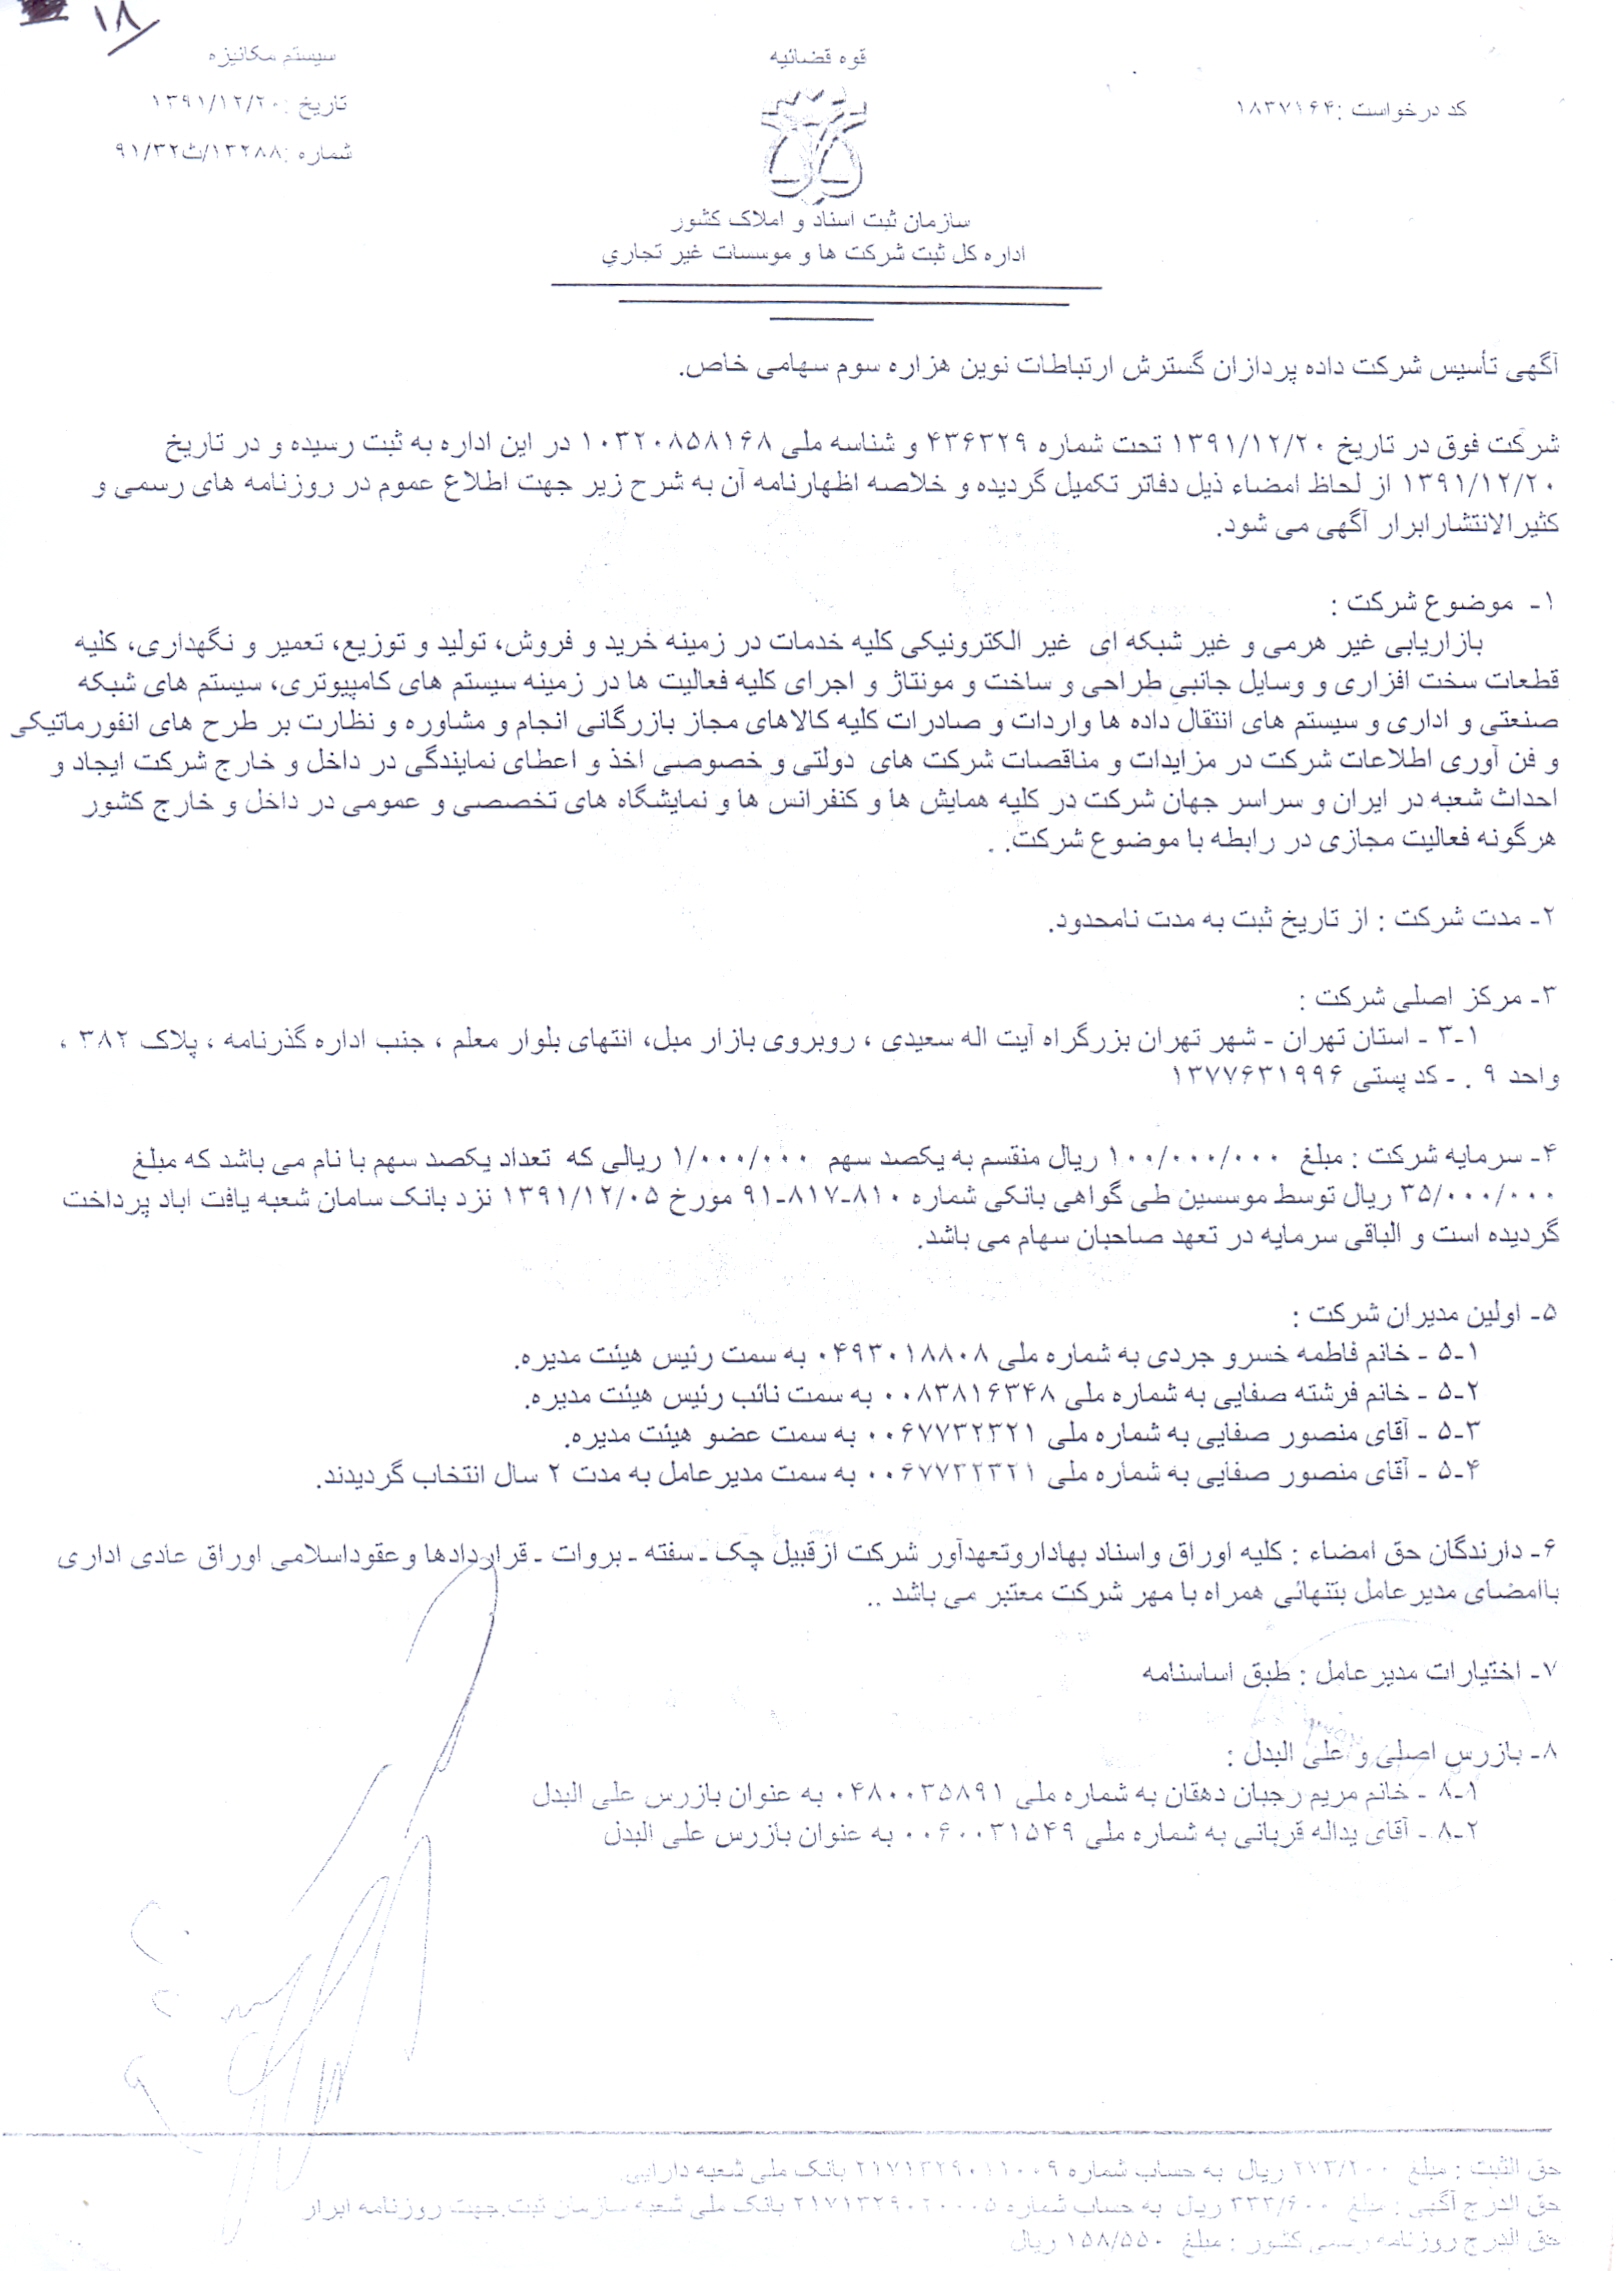 ۱۸
قوه قضائیه
سیستم مکانیزه
کد درخواست :۱۸۳۷۱۶۴
تاریخ :۱۳۹۱/۱۲/۲۰
شماره :۱۳۲۸۸/ث۹۱/۳۲
سازمان ثبت اسناد و املاک کشور
اداره کل ثبت شرکت ها و موسسات غیر تجاري
آگهی تأسیس شرکت داده پردازان گسترش ارتباطات نوین هزاره سوم سهامی خاص.
شرکت فوق در تاریخ ۱۳۹۱/۱۲/۲۰ تحت شماره ۴۳۶۳۲۹ و شناسه ملی ۱۰۳۲۰۸۵۸۱۶۸ در این اداره به ثبت رسیده و در تاریخ
۱۳۹۱/۱۲/۲۰ از لحاظ امضاء ذیل دفاتر تکمیل گردیده و خلاصه اظهارنامه آن به شرح زیر جهت اطلاع عموم در روزنامه های رسمی و
کثیرالانتشارابرار آگهی می شود.
۱- موضوع شرکت :
بازاریابی غیر هرمی و غیر شبکه ای غیر الکترونیکی کلیه خدمات در زمینه خرید و فروش، تولید و توزیع، تعمیر و نگهداری، کلیه
قطعات سخت افزاری و وسایل جانبی طراحی و ساخت و مونتاژ و اجرای کلیه فعالیت ها در زمینه سیستم های کامپیوتری، سیستم های شبکه
صنعتی و اداری و سیستم های انتقال داده ها واردات و صادرات کلیه کالاهای مجاز بازرگانی انجام و مشاوره و نظارت بر طرح های انفورماتیکی
و فن آوری اطلاعات شرکت در مزایدات و مناقصات شرکت های دولتی و خصوصی اخذ و اعطای نمایندگی در داخل و خارج شرکت ایجاد و
احداث شعبه در ایران و سراسر جهان شرکت در کلیه همایش ها و کنفرانس ها و نمایشگاه های تخصصی و عمومی در داخل و خارج کشور
هرگونه فعالیت مجازی در رابطه با موضوع شرکت. .
۲- مدت شرکت : از تاریخ ثبت به مدت نامحدود.
۳- مرکز اصلی شرکت :
۳-۱ - استان تهران - شهر تهران بزرگراه آیت اله سعیدی ، روبروی بازار مبل، انتهای بلوار معلم ، جنب اداره گذرنامه ، پلاک ۳۸۲ ،
واحد ۹ . - کد پستی ۱۳۷۷۶۳۱۹۹۶
۴- سرمایه شرکت : مبلغ ۱۰۰/۰۰۰/۰۰۰ ریال منقسم به یکصد سهم ۱/۰۰۰/۰۰۰ ریالی که تعداد یکصد سهم با نام می باشد که مبلغ
۳۵/۰۰۰/۰۰۰ ریال توسط موسسین طی گواهی بانکی شماره ۸۱۰-۸۱۷-۹۱ مورخ ۱۳۹۱/۱۲/۰۵ نزد بانک سامان شعبه یافت اباد پرداخت
گردیده است و الباقی سرمایه در تعهد صاحبان سهام می باشد.
۵- اولین مدیران شرکت :
۵-۱ - خانم فاطمه خسرو جردی به شماره ملی ۰۴۹۳۰۱۸۸۰۸ به سمت رئیس هیئت مدیره.
۵-۲ - خانم فرشته صفایی به شماره ملی ۰۰۸۳۸۱۶۳۴۸ به سمت نائب رئیس هیئت مدیره.
۵-۳ - آقای منصور صفایی به شماره ملی ۰۰۶۷۷۳۲۳۲۱ به سمت عضو هیئت مدیره.
۵-۴ - آقای منصور صفایی به شماره ملی ۰۰۶۷۷۳۲۳۲۱ به سمت مدیرعامل به مدت ۲ سال انتخاب گردیدند.
۶- دارندگان حق امضاء : کلیه اوراق واسناد بهاداروتعهدآور شرکت ازقبیل چک - سفته - بروات - قراردادها وعقوداسلامی اوراق عادی اداری
باامضای مدیرعامل بتنهائی همراه با مهر شرکت معتبر می باشد ..
۷- اختیارات مدیرعامل : طبق اساسنامه
۸- بازرس اصلی و علی البدل :
۸-۱ - خانم مریم رجبان دهقان به شماره ملی ۰۴۸۰۰۳۵۸۹۱ به عنوان بازرس علی البدل
۸-۲ - آقای یداله قربانی به شماره ملی ۰۰۶۰۰۳۱۵۴۹ به عنوان بازرس علی البدل
حق الثبت : مبلغ ۲۷۳/۲۰۰ ریال به حساب شماره ۲۱۷۱۳۲۹۰۱۱۰۰۹ بانک ملی شعبه دارایی.
حق الدرج آگهی : مبلغ ۳۳۳/۶۰۰ ریال به حساب شماره ۲۱۷۱۳۲۹۰۲۰۰۰۵ بانک ملی شعبه سازمان ثبت,جهت روزنامه ابرار
حق الدرج روزنامه رسمی کشور : مبلغ ۱۵۸/۵۵۰ ریال